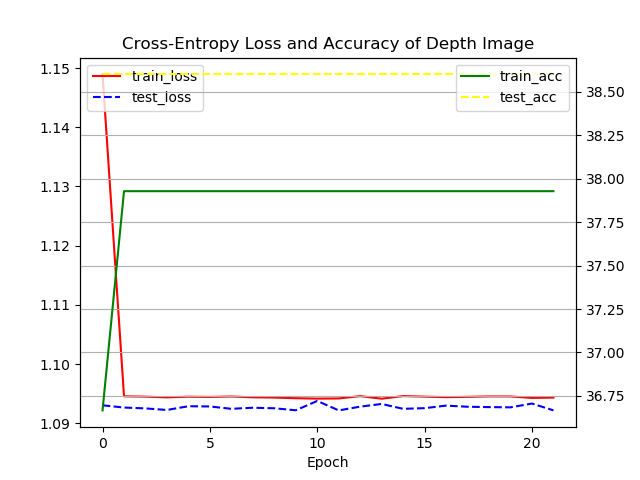 Cross-Entropy Loss and Accuracy of Depth Image
train_loss
test_loss
train_acc
test_acc
1.15
1.14
1.13
1.12
1.11
1.10
1.09
38.50
38.25
38.00
37.75
37.50
37.25
37.00
36.75
0 5 10 15 20
Epoch